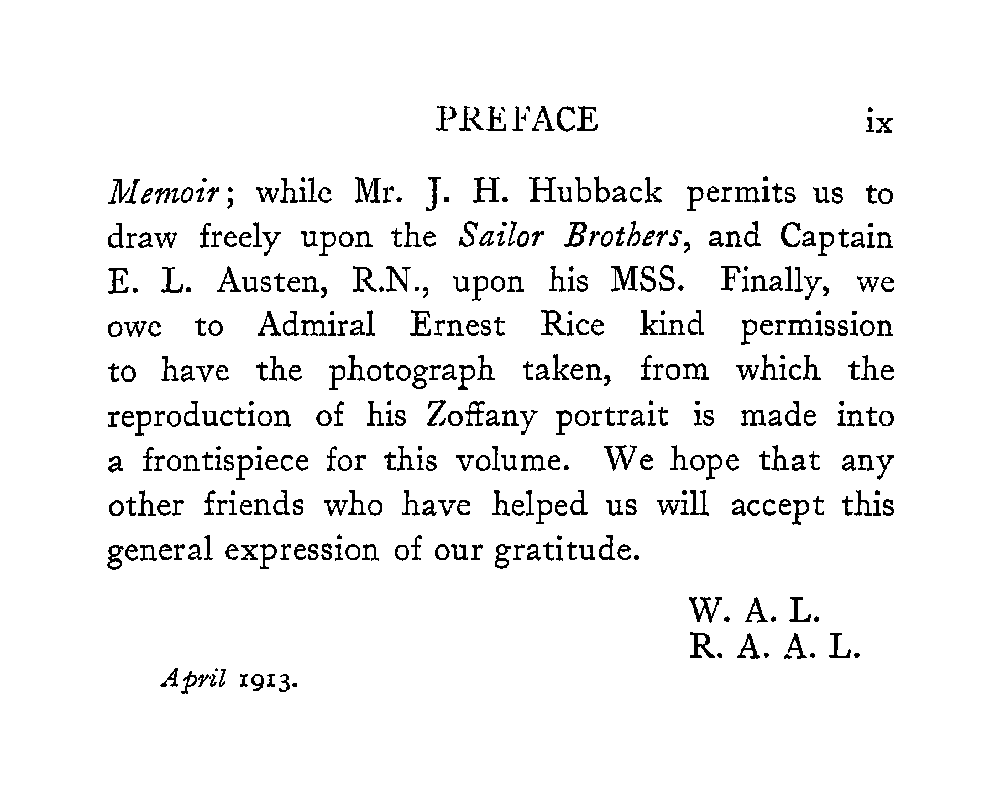 PREFACE ix
Memoir; while Mr. J. H. Hubback permits us to
draw freely upon the Sailor Brothers, and Captain
E. L. Austen, R.N., upon his MSS. Finally, we
owe to Admiral Ernest Rice kind permission
to have the photograph taken, from which the
reproduction of his Zoffany portrait is made into
a frontispiece for this volume. We hope that any
other friends who have helped us will accept this
general expression of our gratitude.
W. A. L.
R. A. A. L.
April 1913.